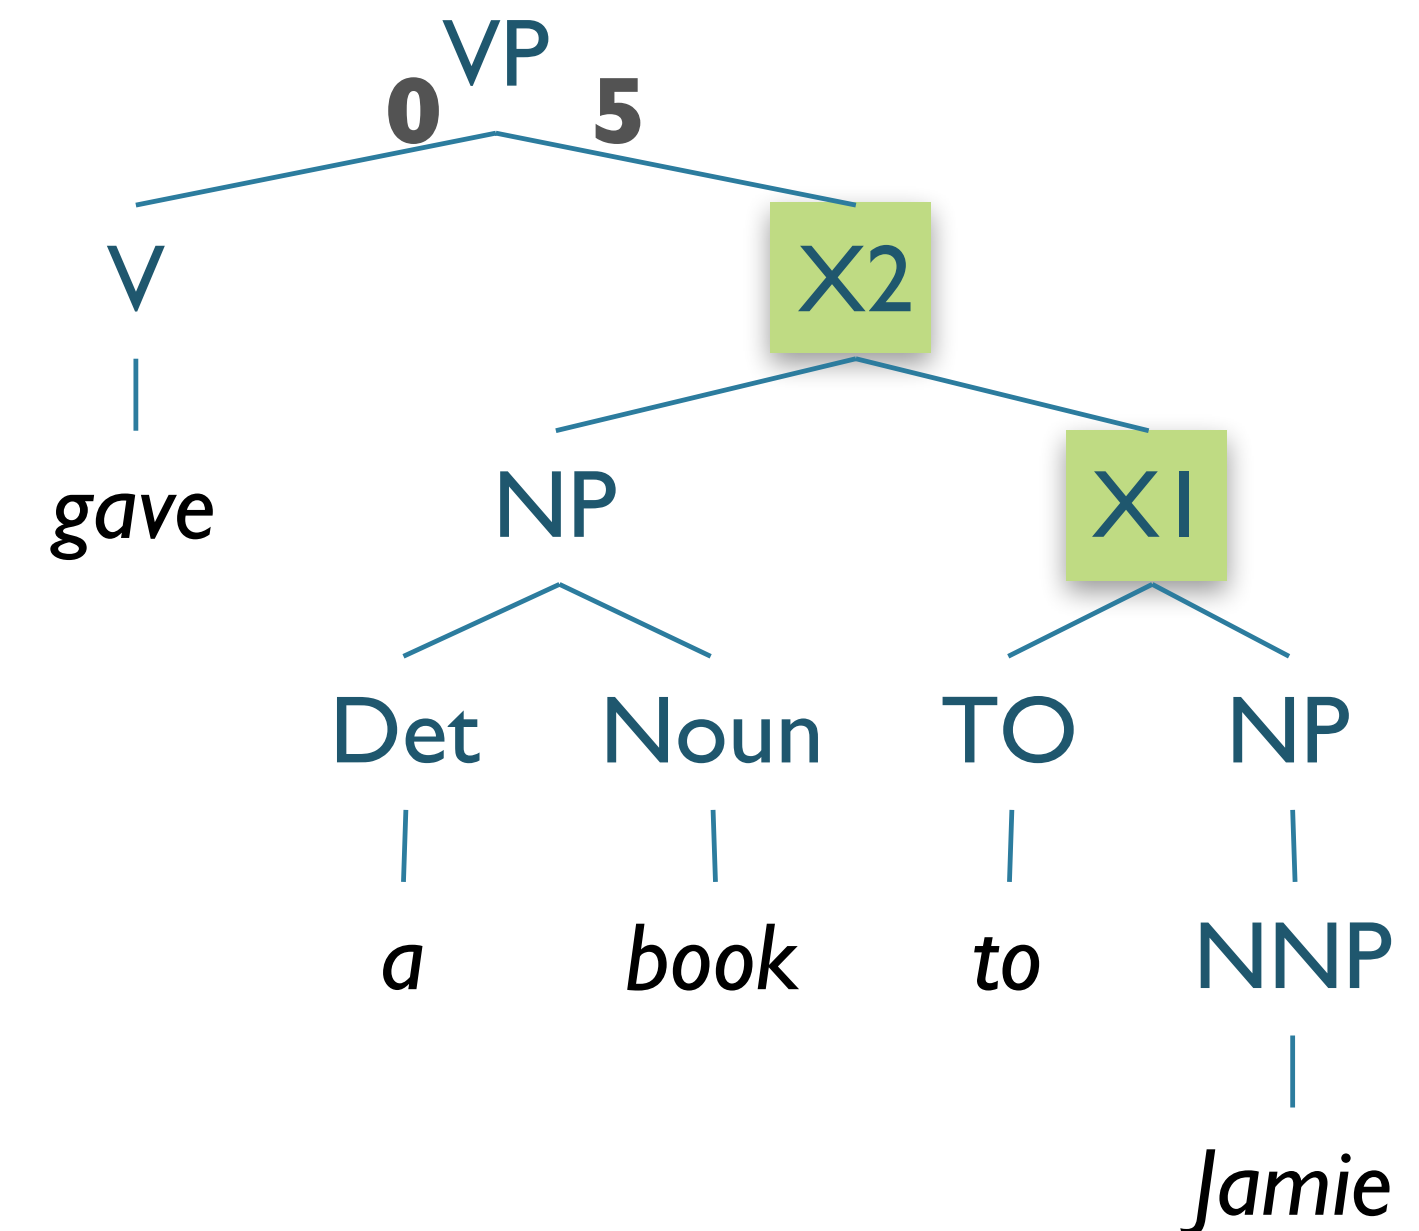 VP
0 5
V X2
gave NP X1
Det Noun TO NP
a book to NNP
Jamie